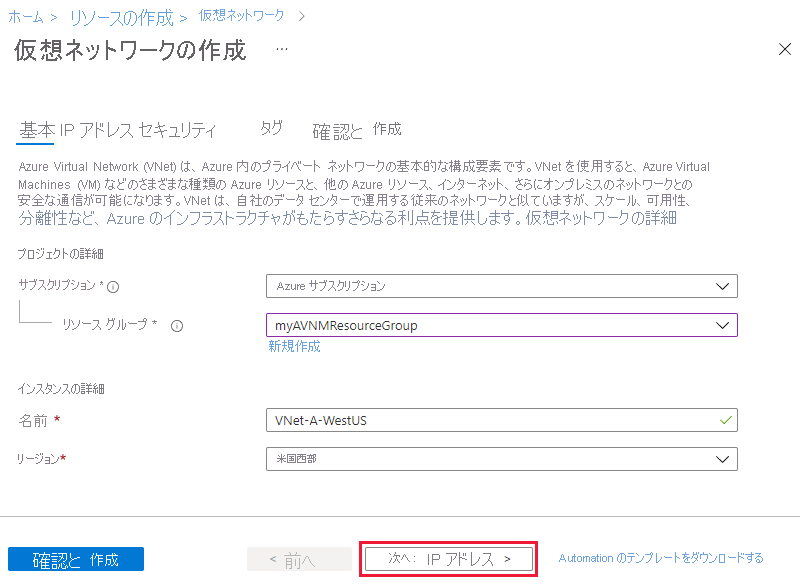 ホーム > リソースの作成 > 仮想ネットワーク >
仮想ネットワークの作成 ...
基本 IP アドレス セキュリティ タグ 確認と 作成
Azure Virtual Network (VNet) は、Azure 内のプライベート ネットワークの基本的な構成要素です。VNet を使用すると、Azure Virtual
Machines (VM) などのさまざまな種類の Azure リソースと、他の Azure リソース、インターネット、さらにオンプレミスのネットワークとの
安全な通信が可能になります。VNet は、自社のデータ センターで運用する従来のネットワークと似ていますが、スケール、可用性、
分離性など、Azure のインフラストラクチャがもたらすさらなる利点を提供します。仮想ネットワークの詳細
プロジェクトの詳細
サブスクリプション *
Azure サブスクリプション
リソース グループ *
myAVNMResourceGroup
新規作成
インスタンスの詳細
名前 *
VNet-A-WestUS
リージョン*
米国西部
確認と 作成
< 前へ
次へ: IP アドレス >
Automation のテンプレートをダウンロードする